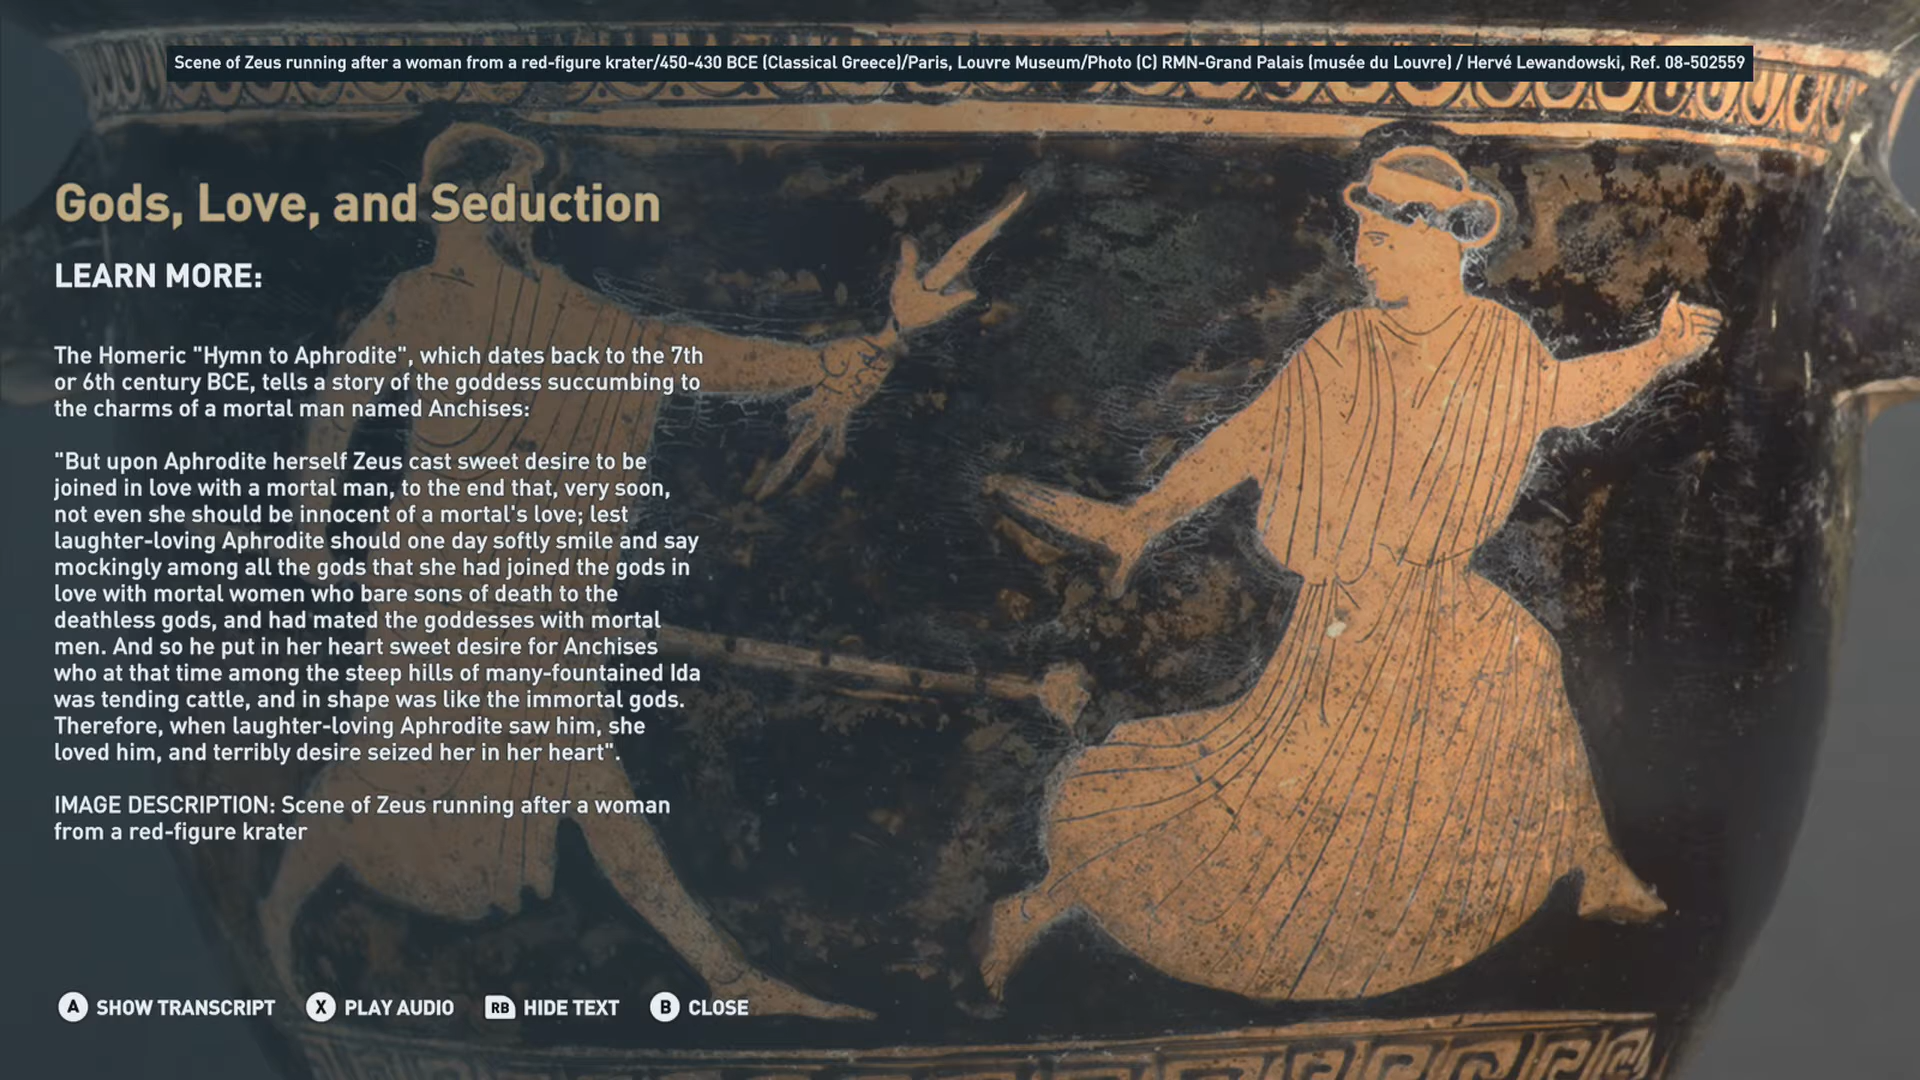 Scene of Zeus running after a woman from a red-figure krater/450-430 BCE (Classical Greece)/Paris, Louvre Museum/Photo (C) RMN-Grand Palais (musée du Louvre) / Hervé Lewandowski, Ref. 08-502559
Gods, Love, and Seduction
LEARN MORE:
The Homeric "Hymn to Aphrodite", which dates back to the 7th
or 6th century BCE, tells a story of the goddess succumbing to
the charms of a mortal man named Anchises:
"But upon Aphrodite herself Zeus cast sweet desire to be
joined in love with a mortal man, to the end that, very soon,
not even she should be innocent of a mortal's love; lest
laughter-loving Aphrodite should one day softly smile and say
mockingly among all the gods that she had joined the gods in
love with mortal women who bare sons of death to the
deathless gods, and had mated the goddesses with mortal
men. And so he put in her heart sweet desire for Anchises
who at that time among the steep hills of many-fountained Ida
was tending cattle, and in shape was like the immortal gods.
Therefore, when laughter-loving Aphrodite saw him, she
loved him, and terribly desire seized her in her heart".
IMAGE DESCRIPTION: Scene of Zeus running after a woman
from a red-figure krater
A SHOW TRANSCRIPT X PLAY AUDIO RB HIDE TEXT B CLOSE